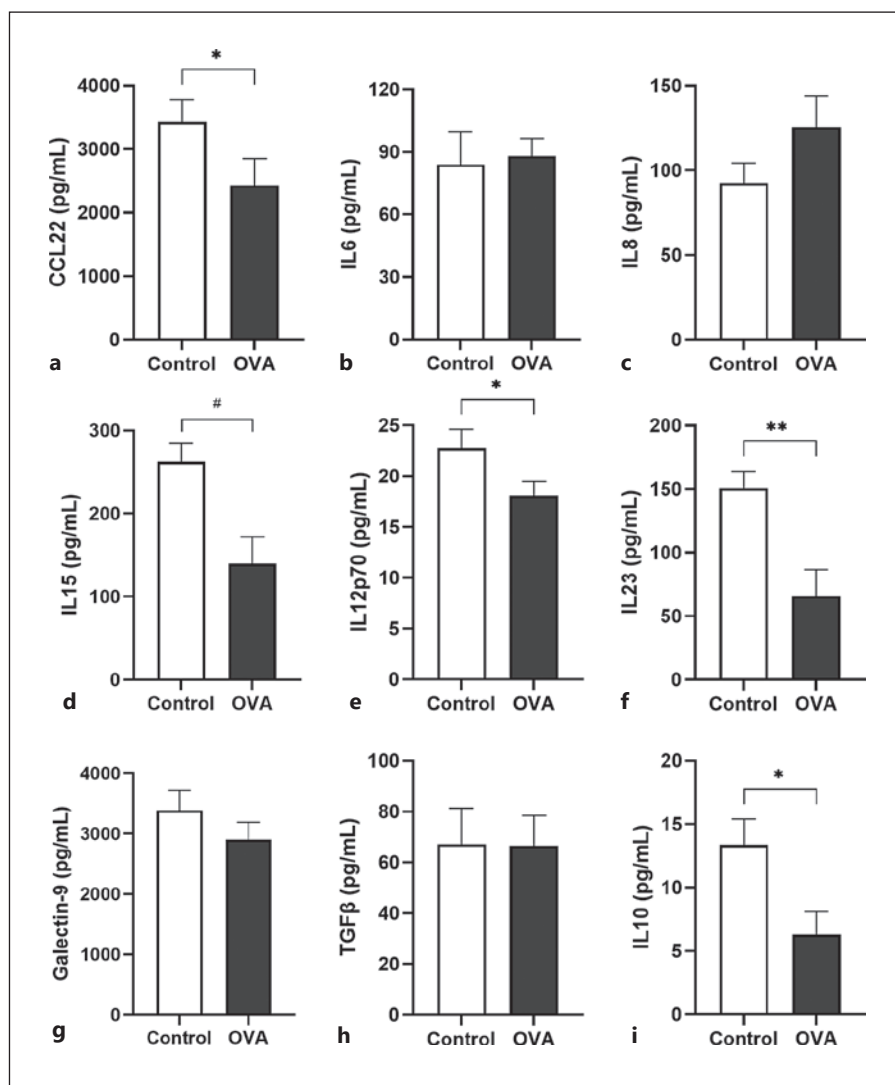 *
4000
3000
2000
1000
0
CCL22 (pg/mL)
Control OVA
a
120
90
60
30
0
IL6 (pg/mL)
Control OVA
b
150
100
50
0
IL8 (pg/mL)
Control OVA
c
#
300
200
100
0
IL15 (pg/mL)
Control OVA
d
*
25
20
15
10
5
0
IL12p70 (pg/mL)
Control OVA
e
**
200
150
100
50
0
IL23 (pg/mL)
Control OVA
f
4000
3000
2000
1000
0
Galectin-9 (pg/mL)
Control OVA
g
100
80
60
40
20
0
TGFβ (pg/mL)
Control OVA
h
*
20
15
10
5
0
IL10 (pg/mL)
Control OVA
i